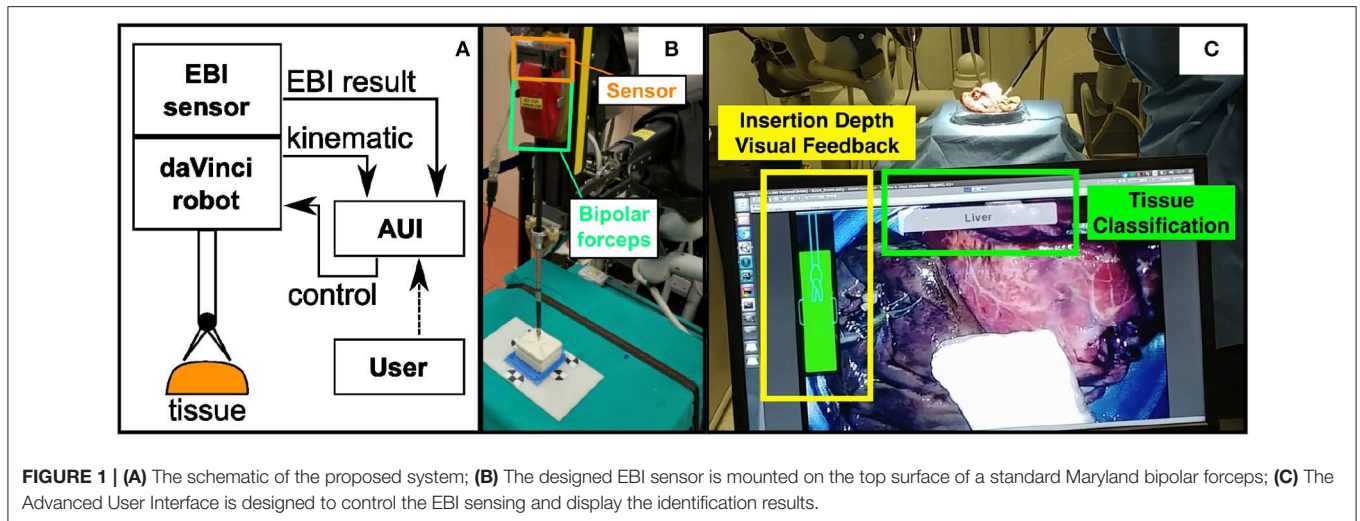 A
EBI
sensor
EBI result
kinematic
daVinci
robot
AUI
control
User
tissue
B
Sensor
Bipolar
forceps
C
Insertion Depth
Visual Feedback
Tissue
Classification
Liver
FIGURE 1 | (A) The schematic of the proposed system; (B) The designed EBI sensor is mounted on the top surface of a standard Maryland bipolar forceps; (C) The
Advanced User Interface is designed to control the EBI sensing and display the identification results.